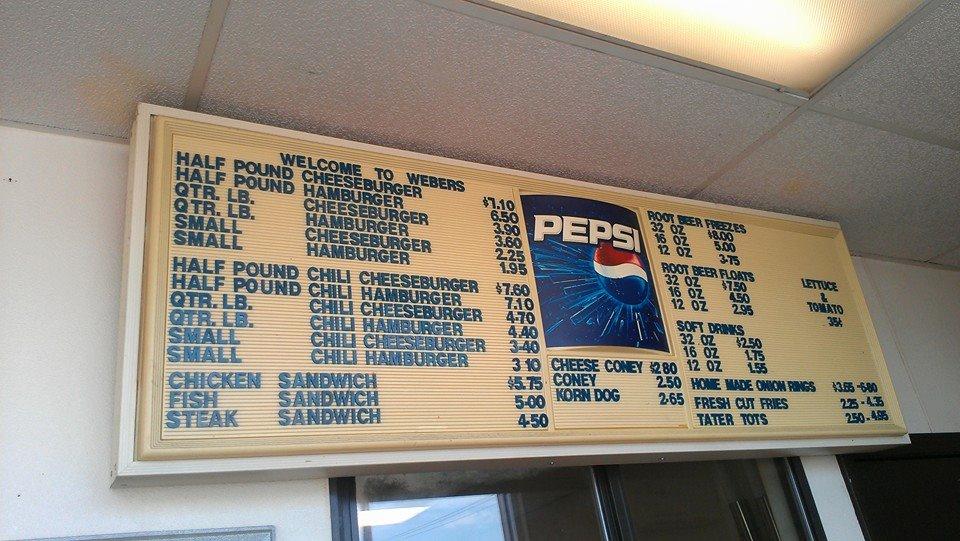 WELCOME TO WEBERS
HALF POUND CHEESEBURGER $7.10
HALF POUND HAMBURGER 6.50
QTR. LB. CHEESEBURGER 3.90
QTR. LB. HAMBURGER 3.60
SMALL CHEESEBURGER 2.25
SMALL HAMBURGER 1.95
HALF POUND CHILI CHEESEBURGER $7.60
HALF POUND CHILI HAMBURGER 7.10
QTR. LB. CHILI CHEESEBURGER 4.70
QTR. LB. CHILI HAMBURGER 4.40
SMALL CHILI CHEESEBURGER 3.40
SMALL CHILI HAMBURGER 3 10
CHICKEN SANDWICH $5.75
FISH SANDWICH 5.00
STEAK SANDWICH 4.50
PEPSI
CHEESE CONEY $2 80
CONEY 2.50
KORN DOG 2.65
ROOT BEER FREEZES
32 OZ $8.00
16 OZ 5.00
12 OZ 3.75
ROOT BEER FLOATS
32 OZ $7.50
16 OZ 4.50
12 OZ 2.95
SOFT DRINKS
32 OZ $2.50
16 OZ 1.75
12 OZ 1.55
LETTUCE
&
TOMATO
35¢
HOME MADE ONION RINGS $3.65-6.80
FRESH CUT FRIES 2.25-4.35
TATER TOTS 2.50-4.95